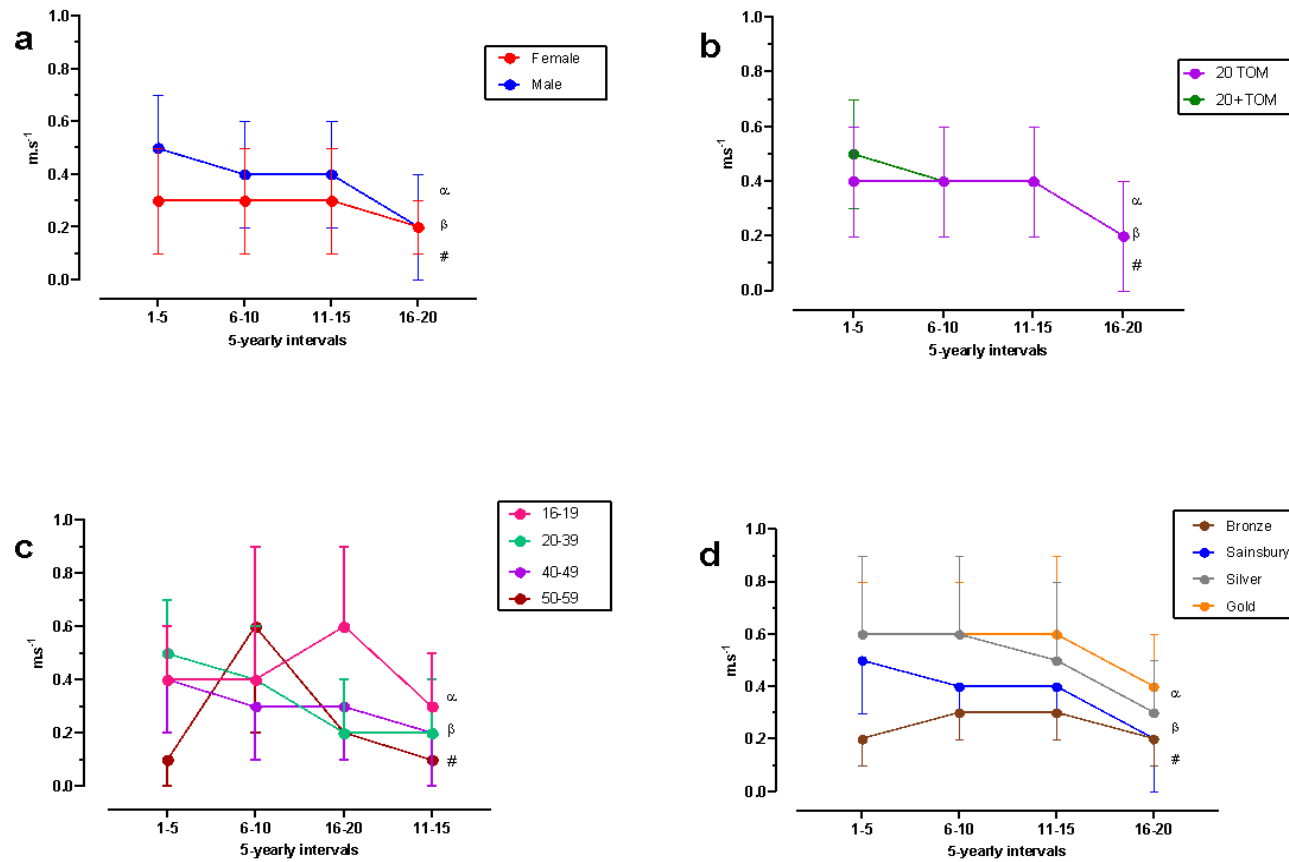 a
1.0
0.8
0.6
0.4
0.2
0.0
m.s-1
1-5
6-10
11-15
16-20
5-yearly intervals
Female
Male
α
β
#
b
1.0
0.8
0.6
0.4
0.2
0.0
m.s-1
1-5
6-10
11-15
16-20
5-yearly intervals
20 TOM
20+TOM
α
β
#
c
1.0
0.8
0.6
0.4
0.2
0.0
m.s-1
1-5
6-10
16-20
11-15
5-yearly intervals
16-19
20-39
40-49
50-59
α
β
#
d
1.0
0.8
0.6
0.4
0.2
0.0
m.s-1
1-5
6-10
11-15
16-20
5-yearly intervals
Bronze
Sainsbury
Silver
Gold
α
β
#